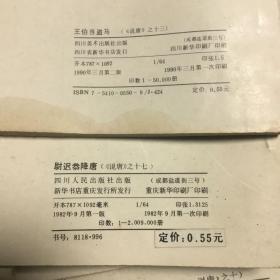 王伯当盗马 (《说唐》之十三)
四川美术出版社出版 (成都盐道街三号)
四川省新华书店发行 四川新华印刷厂印刷
开本787×1092 1/64 印张1.5
1990年三月第二版 1990年三月第一次印刷
印数1—50,000册
ISBN 7-5410-0550-9/J·424 定价:0.55元
尉迟恭降唐 (《说唐》之十七)
四川人民出版社出版 (成都盐道街三号)
新华书店重庆发行所发行 重庆新华印刷厂印刷
开本787×1092毫米 1/64 印张1.3125
1982年9月第一版 1982年9月第一次印刷
印数:1—2,009,000册
书号:8118·996 定价:0.55元